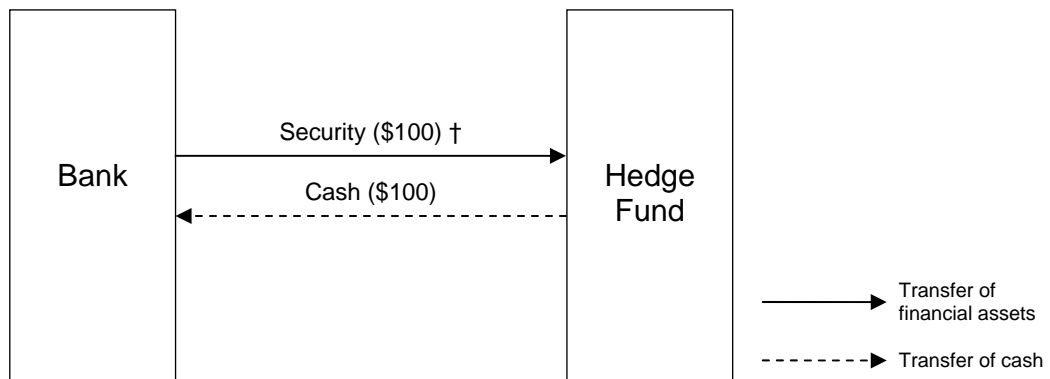 Security ($100) †
Bank
Cash ($100)
Hedge
Fund
Transfer of
financial assets
Transfer of cash